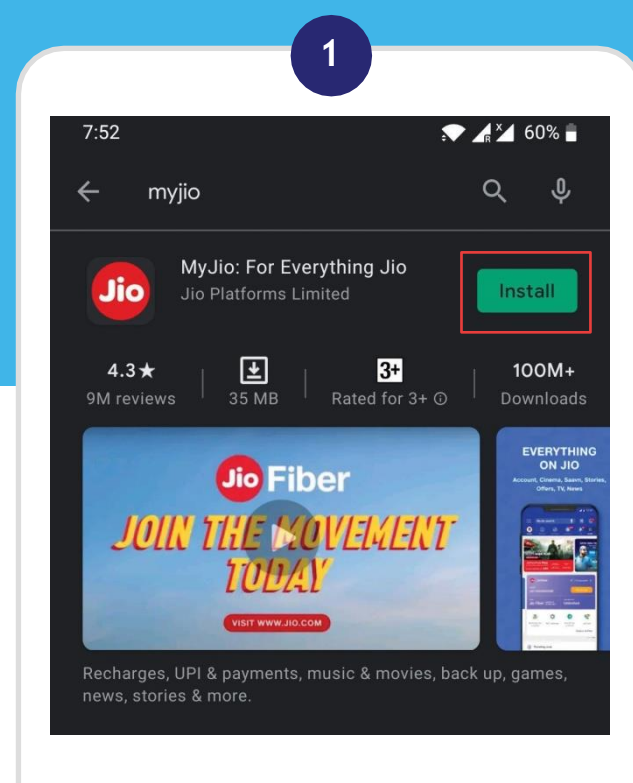 1
7:52
R X 60%
myjio
Jio
MyJio: For Everything Jio
Jio Platforms Limited
Install
4.3★
9M reviews
35 MB
3+
Rated for 3+
100M+
Downloads
Jio Fiber
JOIN THE MOVEMENT
TODAY
VISIT WWW.JIO.COM
EVERYTHING
ON JIO
Account, Cinema, Saavn, Stories,
Offers, TV, News
Recharges, UPI & payments, music & movies, back up, games,
news, stories & more.